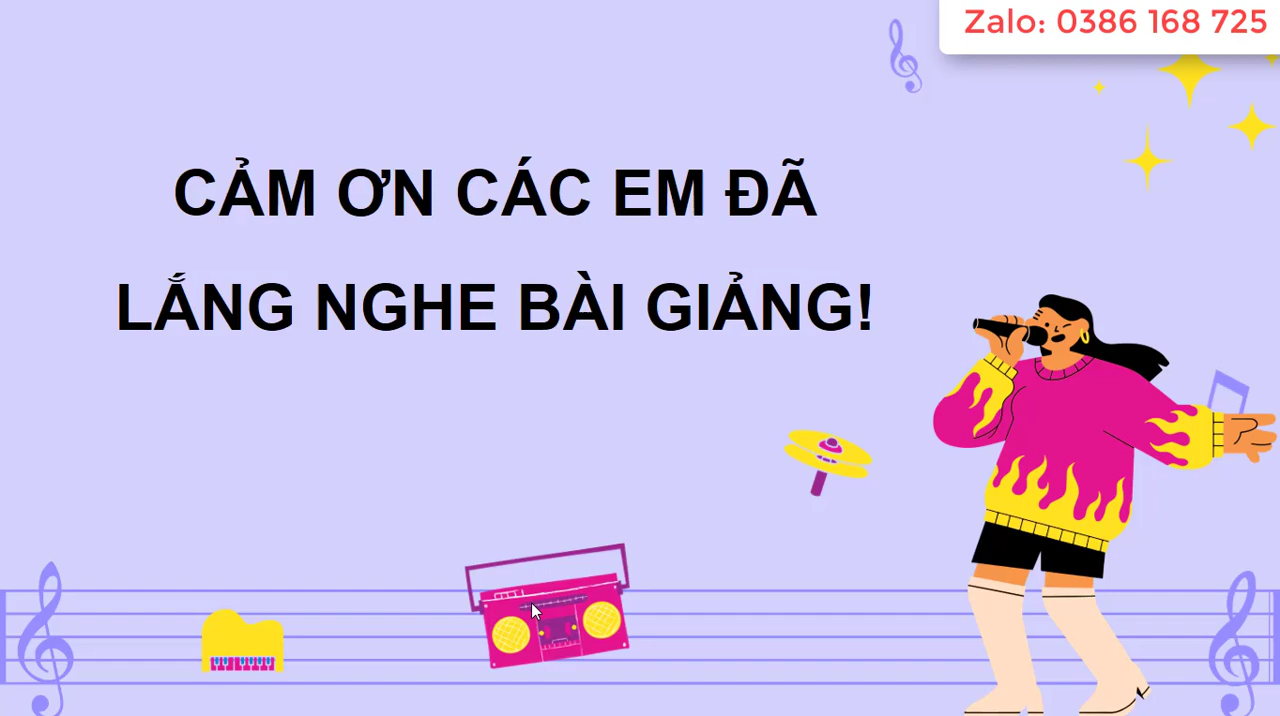 Zalo: 0386 168 725
CẢM ƠN CÁC EM ĐÃ
LẮNG NGHE BÀI GIẢNG!